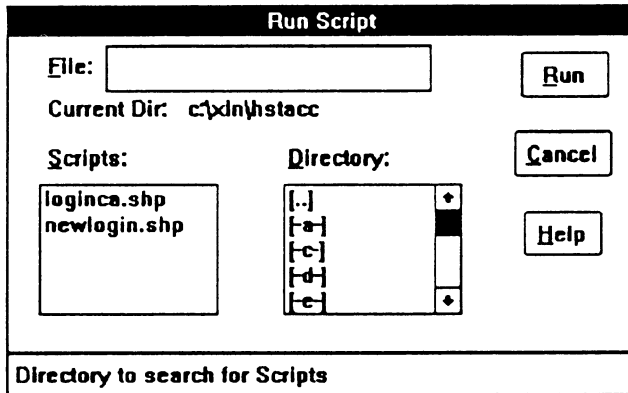 Run Script
File:
Run
Current Dir: c:\xln\hstacc
Scripts:
Directory:
Cancel
loginca.shp
newlogin.shp
[..]
[-a-]
[-c-]
[-d-]
[-e-]
Help
Directory to search for Scripts